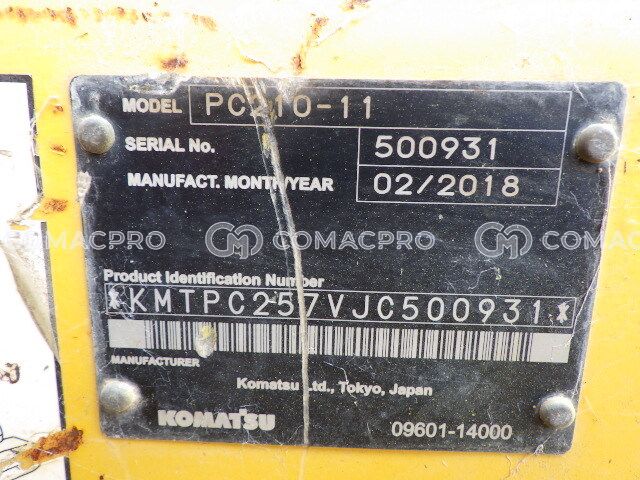 MODEL PC210-11
SERIAL No. 500931
MANUFACT. MONTH/YEAR 02/2018
COMACPRO COMACPRO COMACPRO
Product Identification Number
*KMTPC257VJC500931*
MANUFACTURER
Komatsu Ltd., Tokyo, Japan
KOMATSU 09601-14000